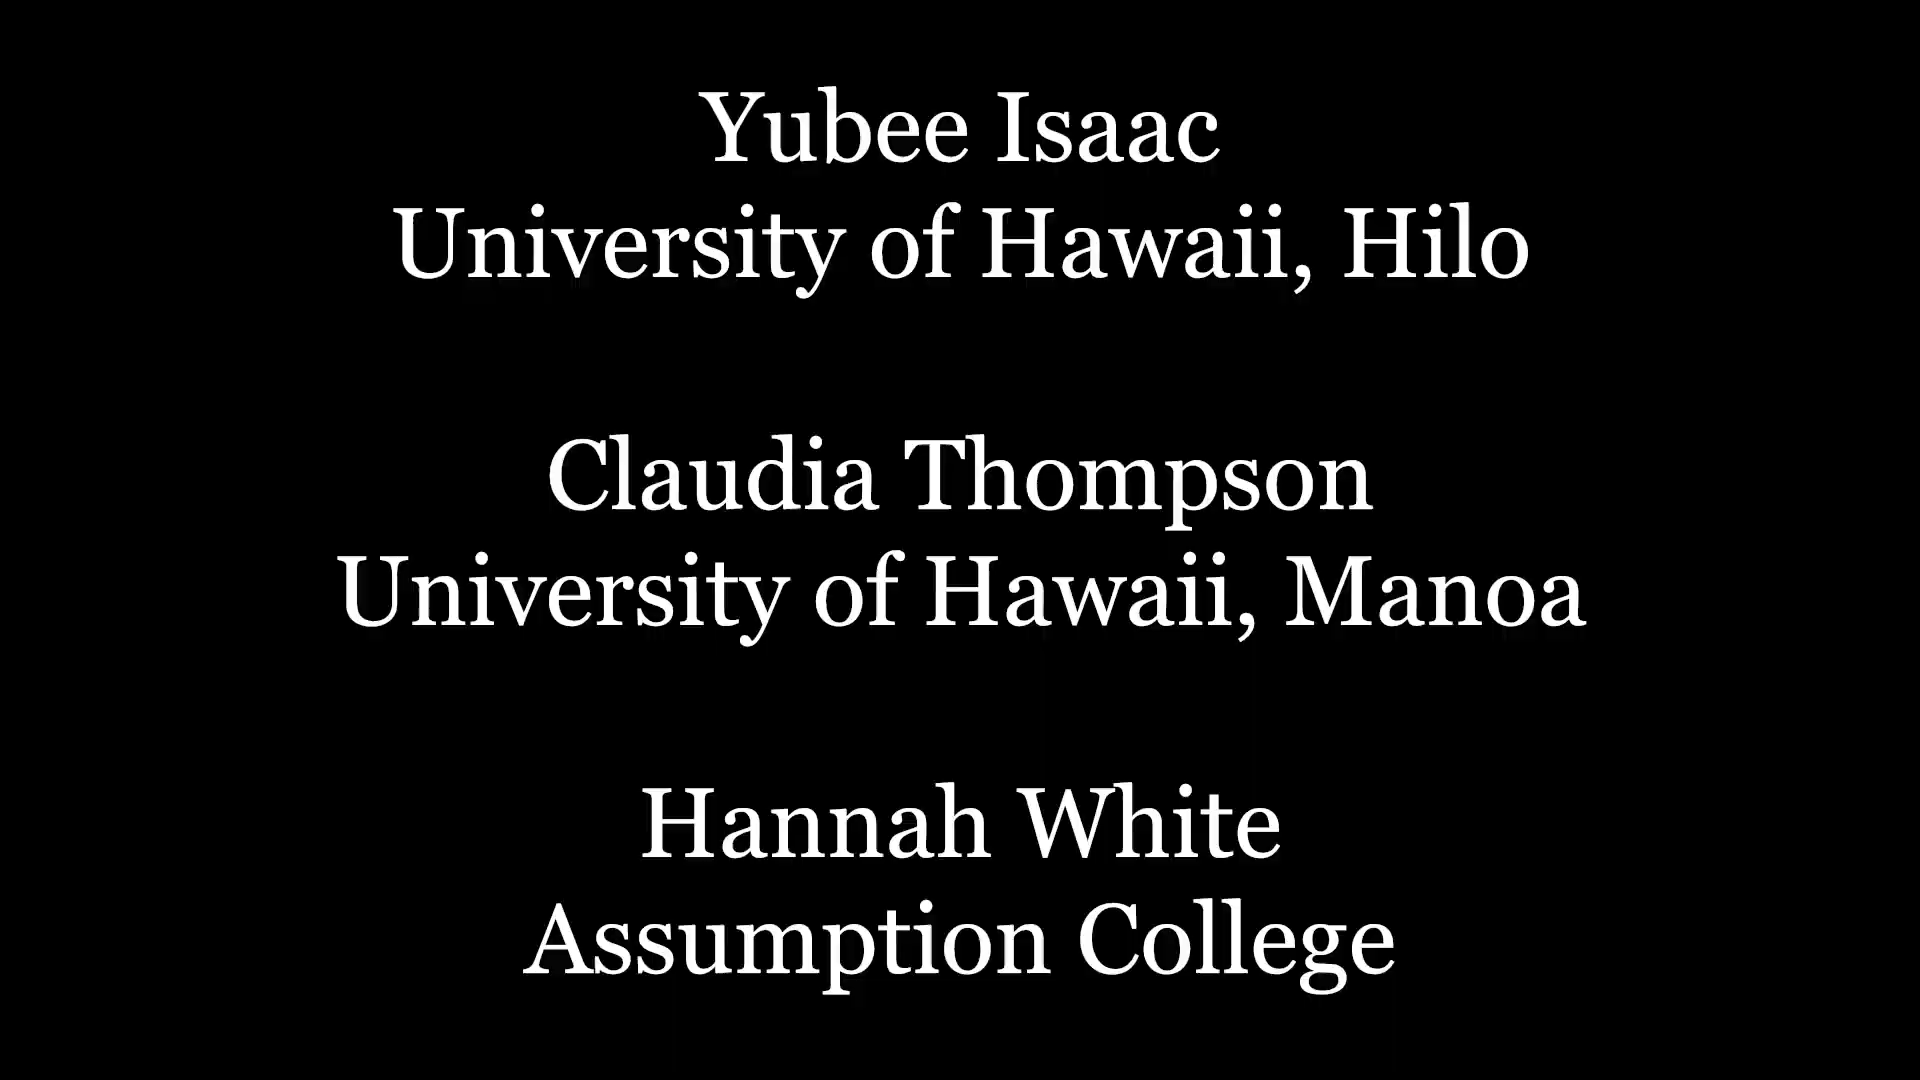 Yubee Isaac
University of Hawaii, Hilo
Claudia Thompson
University of Hawaii, Manoa
Hannah White
Assumption College